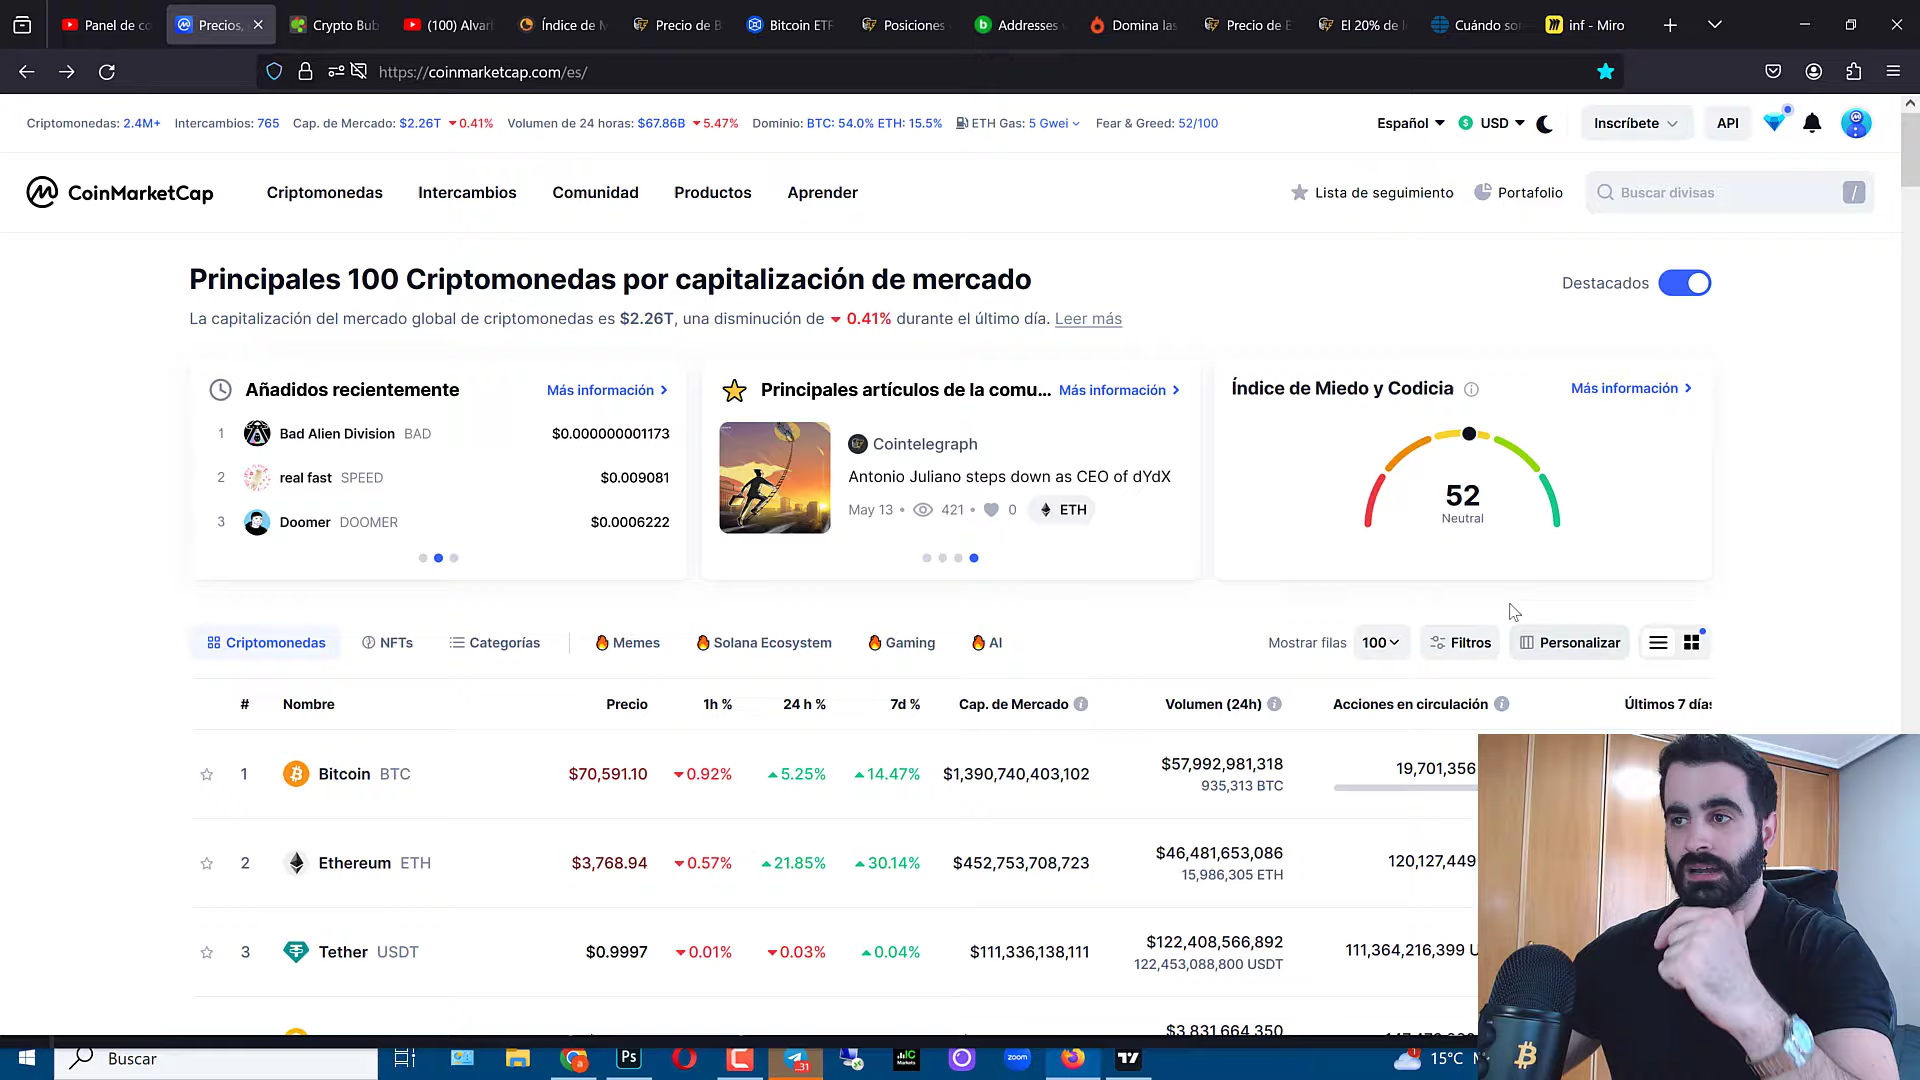 Panel de co
Precios,
Crypto Bub
(100) Alvar
Índice de M
Precio de B
Bitcoin ETF
Posiciones
Addresses
Domina las
Precio de E
El 20% de l
Cuándo so
inf - Miro
https://coinmarketcap.com/es/
Criptomonedas: 2.4M+ Intercambios: 765 Cap. de Mercado: $2.26T 0.41% Volumen de 24 horas: $67.86B 5.47% Dominio: BTC: 54.0% ETH: 15.5% ETH Gas: 5 Gwei Fear & Greed: 52/100
Español USD Inscríbete API
CoinMarketCap Criptomonedas Intercambios Comunidad Productos Aprender Lista de seguimiento Portafolio Buscar divisas /
Principales 100 Criptomonedas por capitalización de mercado
Destacados
La capitalización del mercado global de criptomonedas es $2.26T, una disminución de 0.41% durante el último día. Leer más
Añadidos recientemente Más información
1 Bad Alien Division BAD $0.000000001173
2 real fast SPEED $0.009081
3 Doomer DOOMER $0.0006222
Principales artículos de la comu... Más información
Cointelegraph
Antonio Juliano steps down as CEO of dYdX
May 13 • 421 • 0 ETH
Índice de Miedo y Codicia Más información
52
Neutral
Criptomonedas NFTs Categorías Memes Solana Ecosystem Gaming AI
Mostrar filas 100 Filtros Personalizar
# Nombre Precio 1h % 24 h % 7d % Cap. de Mercado Volumen (24h) Acciones en circulación Últimos 7 días
1 Bitcoin BTC $70,591.10 0.92% 5.25% 14.47% $1,390,740,403,102 $57,992,981,318 19,701,356
935,313 BTC
2 Ethereum ETH $3,768.94 0.57% 21.85% 30.14% $452,753,708,723 $46,481,653,086 120,127,449
15,986,305 ETH
3 Tether USDT $0.9997 0.01% 0.03% 0.04% $111,336,138,111 $122,408,566,892 111,364,216,399 U
122,453,088,800 USDT
$3,831,664,350
Buscar
Ps
zoom
31
1
15°C